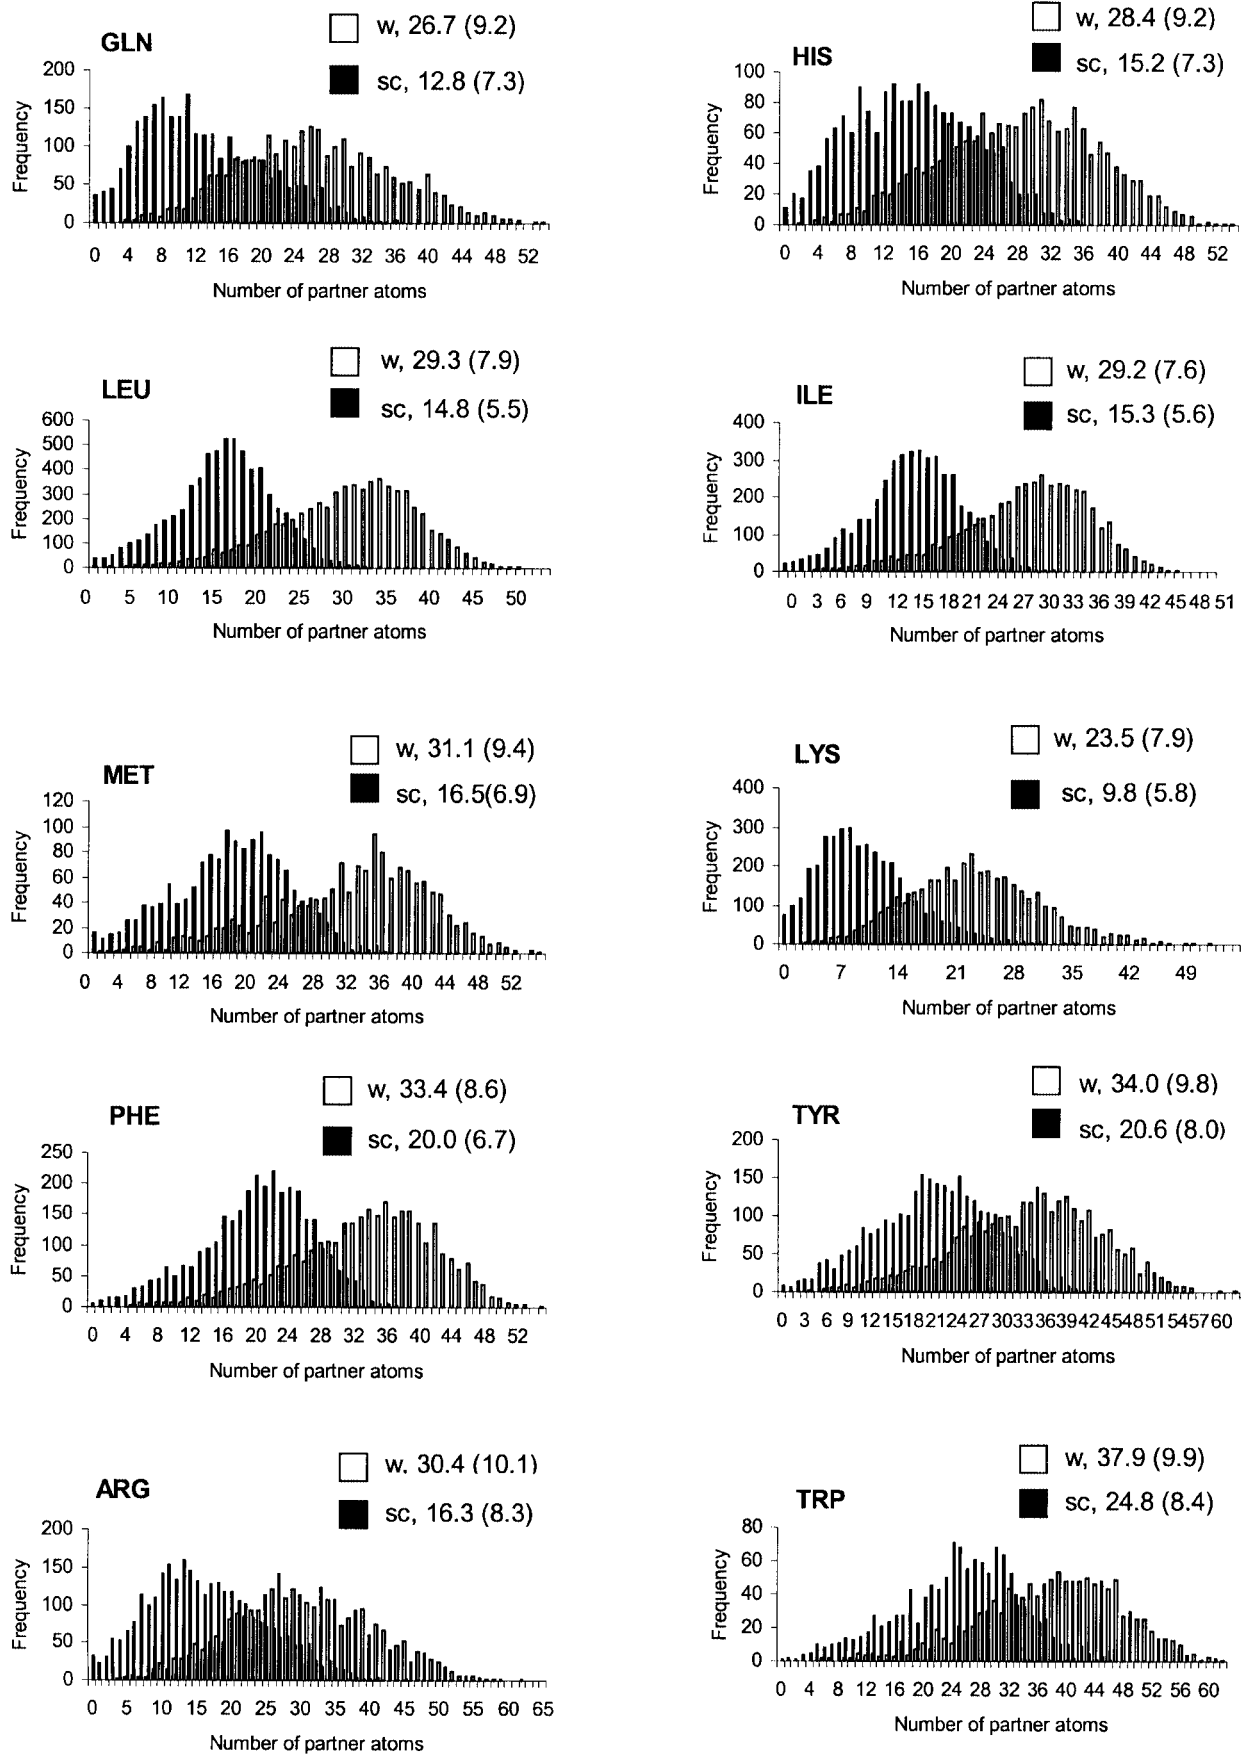 GLN
w, 26.7 (9.2)
sc, 12.8 (7.3)
200
150
100
50
0
Frequency
0 4 8 12 16 20 24 28 32 36 40 44 48 52
Number of partner atoms
HIS
w, 28.4 (9.2)
sc, 15.2 (7.3)
100
80
60
40
20
0
Frequency
0 4 8 12 16 20 24 28 32 36 40 44 48 52
Number of partner atoms
LEU
w, 29.3 (7.9)
sc, 14.8 (5.5)
600
500
400
300
200
100
0
Frequency
0 5 10 15 20 25 30 35 40 45 50
Number of partner atoms
ILE
w, 29.2 (7.6)
sc, 15.3 (5.6)
400
300
200
100
0
Frequency
0 3 6 9 12 15 18 21 24 27 30 33 36 39 42 45 48 51
Number of partner atoms
MET
w, 31.1 (9.4)
sc, 16.5(6.9)
120
100
80
60
40
20
0
Frequency
0 4 8 12 16 20 24 28 32 36 40 44 48 52
Number of partner atoms
LYS
w, 23.5 (7.9)
sc, 9.8 (5.8)
400
300
200
100
0
Frequency
0 7 14 21 28 35 42 49
Number of partner atoms
PHE
w, 33.4 (8.6)
sc, 20.0 (6.7)
250
200
150
100
50
0
Frequency
0 4 8 12 16 20 24 28 32 36 40 44 48 52
Number of partner atoms
TYR
w, 34.0 (9.8)
sc, 20.6 (8.0)
200
150
100
50
0
Frequency
0 3 6 9 12 15 18 21 24 27 30 33 36 39 42 45 48 51 54 57 60
Number of partner atoms
ARG
w. 30.4 (10.1)
sc, 16.3 (8.3)
200
150
100
50
0
Frequency
0 5 10 15 20 25 30 35 40 45 50 55 60 65
Number of partner atoms
TRP
w, 37.9 (9.9)
sc, 24.8 (8.4)
80
60
40
20
0
Frequency
0 4 8 12 16 20 24 28 32 36 40 44 48 52 56 60
Number of partner atoms